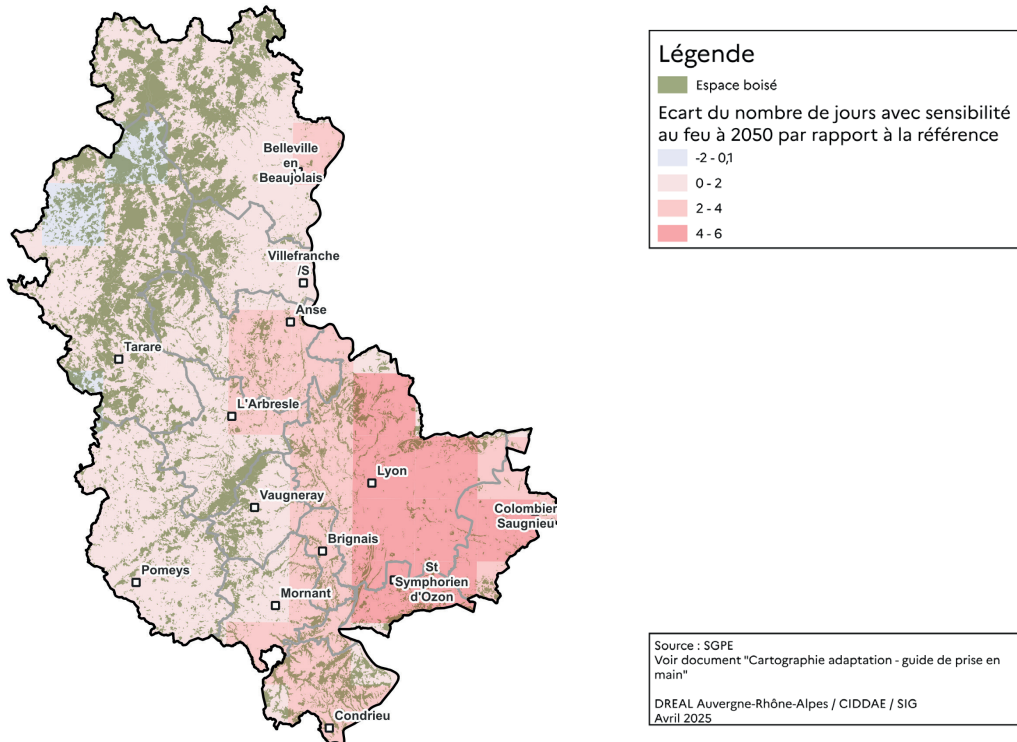 Légende
Espace boisé
Ecart du nombre de jours avec sensibilité
au feu à 2050 par rapport à la référence
-2 - 0,1
0 - 2
2 - 4
4 - 6
Belleville
en
Beaujolais
Villefranche
/S
Anse
Tarare
L'Arbresle
Lyon
Vaugneray
Colombier
Saugnieu
Brignais
St
Symphorien
d'Ozon
Pomeys
Mornant
Condrieu
Source : SGPE
Voir document "Cartographie adaptation - guide de prise en
main"
DREAL Auvergne-Rhône-Alpes / CIDDAE / SIG
Avril 2025